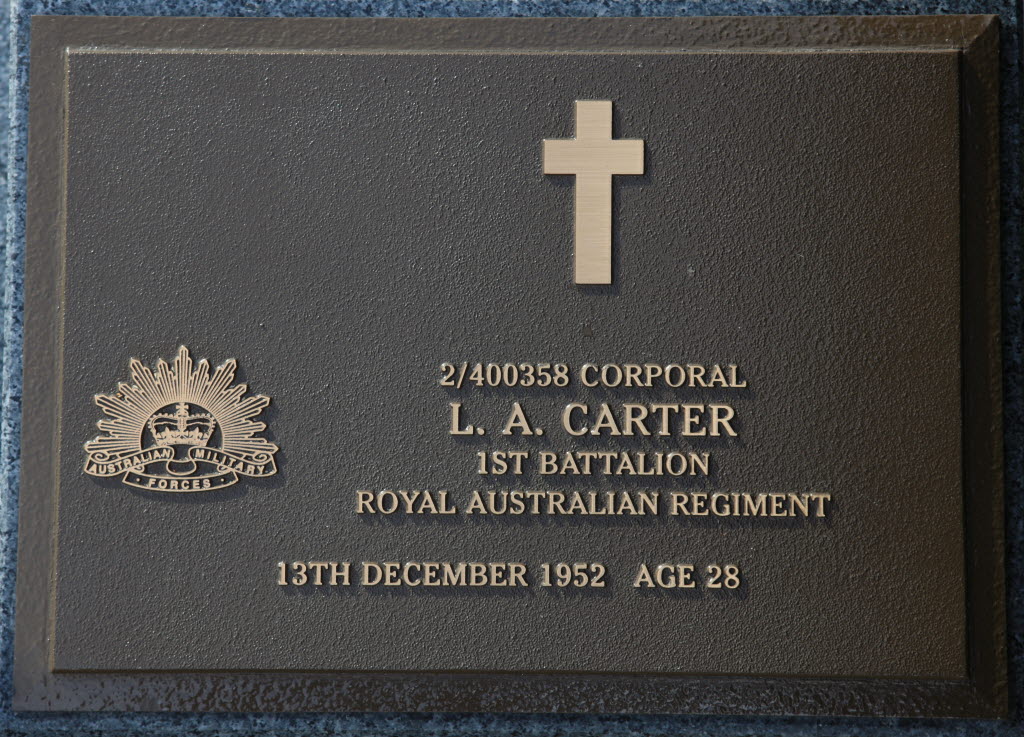 2/400358 CORPORAL
L. A. CARTER
1ST BATTALION
ROYAL AUSTRALIAN REGIMENT
AUSTRALIAN MILITARY
FORCES
13TH DECEMBER 1952 AGE 28